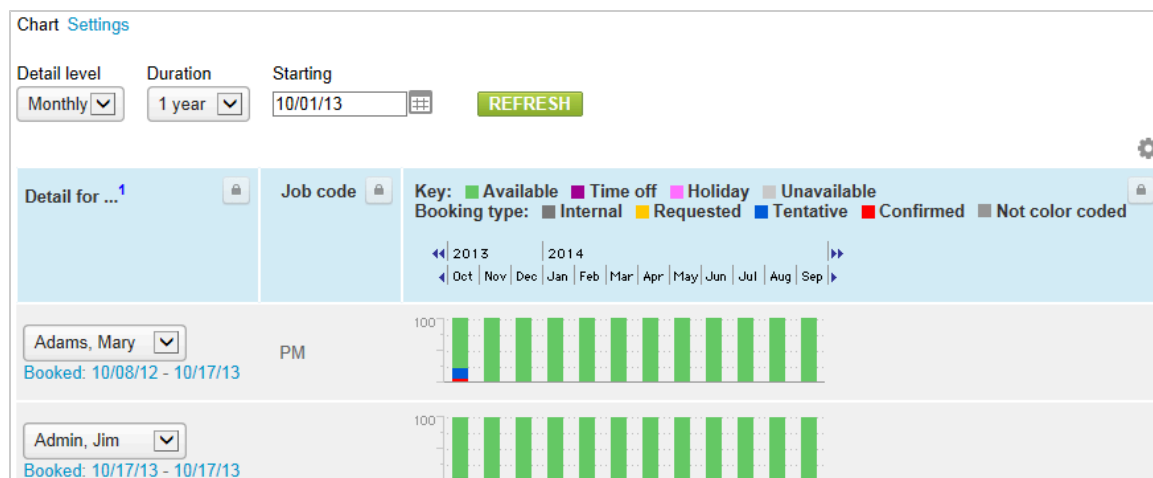 Chart Settings
Detail level Duration Starting
Monthly 1 year 10/01/13 REFRESH
Detail for ...1 Job code Key: Available Time off Holiday Unavailable
Booking type: Internal Requested Tentative Confirmed Not color coded
2013 2014
Oct Nov Dec Jan Feb Mar Apr May Jun Jul Aug Sep
100
Adams, Mary PM
Booked: 10/08/12 - 10/17/13
100
Admin, Jim
Booked: 10/17/13 - 10/17/13